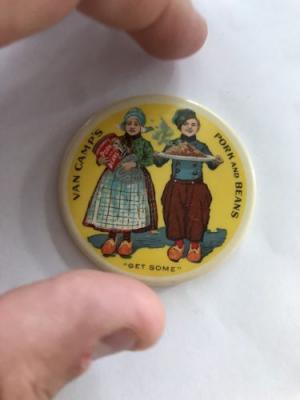 VAN CAMP'S
PORK AND BEANS
"GET SOME"